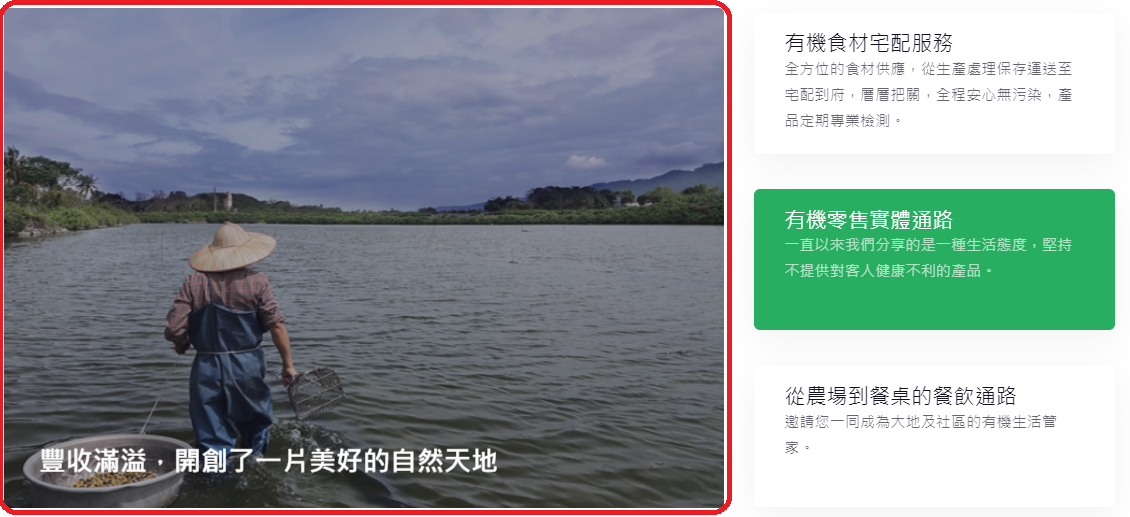 豐收滿溢，開創了一片美好的自然天地
有機食材宅配服務
全方位的食材供應，從生產處理保存運送至
宅配到府，層層把關，全程安心無污染，產
品定期專業檢測。
有機零售實體通路
一直以來我們分享的是一種生活態度，堅持
不提供對客人健康不利的產品。
從農場到餐桌的餐飲通路
邀請您一同成為大地及社區的有機生活管
家。